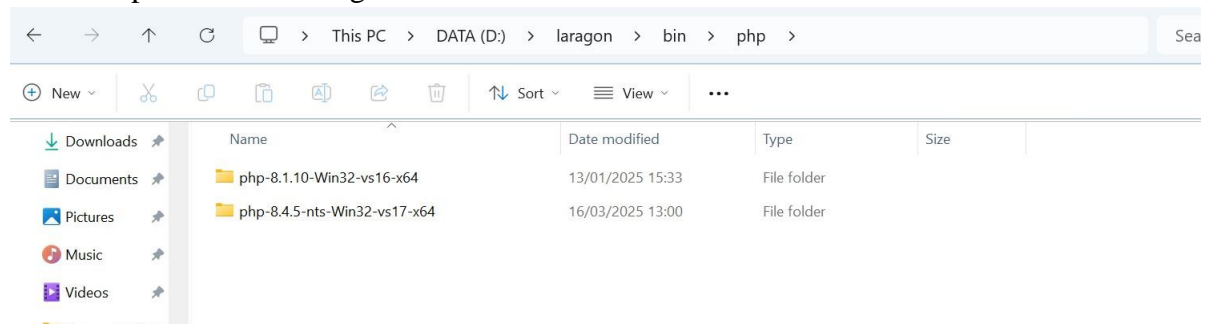 This PC > DATA (D:) > laragon > bin > php > Sea
New Sort View ...
Name Date modified Type Size
Downloads
Documents php-8.1.10-Win32-vs16-x64 13/01/2025 15:33 File folder
Pictures php-8.4.5-nts-Win32-vs17-x64 16/03/2025 13:00 File folder
Music
Videos